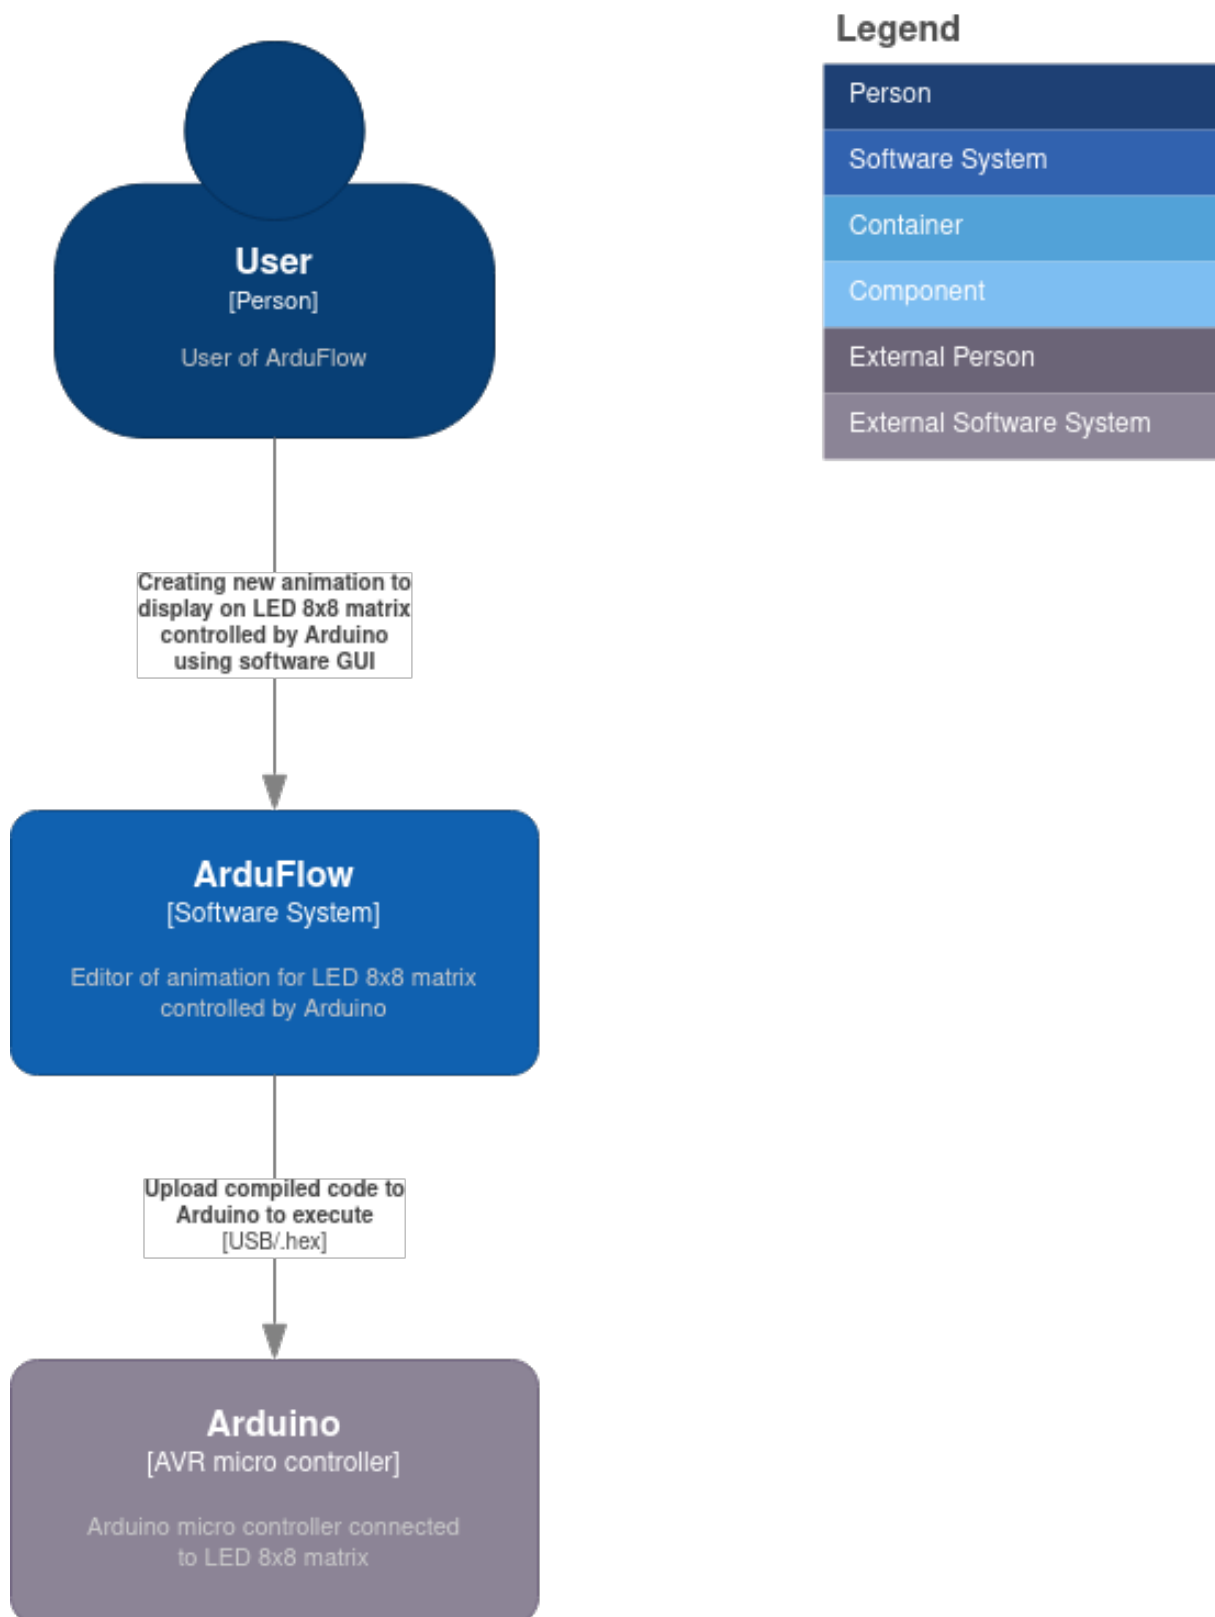 Legend
Person
Software System
Container
Component
External Person
External Software System
User
[Person]
User of ArduFlow
Creating new animation to
display on LED 8x8 matrix
controlled by Arduino
using software GUI
ArduFlow
[Software System]
Editor of animation for LED 8x8 matrix
controlled by Arduino
Upload compiled code to
Arduino to execute
[USB/.hex]
Arduino
[AVR micro controller]
Arduino micro controller connected
to LED 8x8 matrix